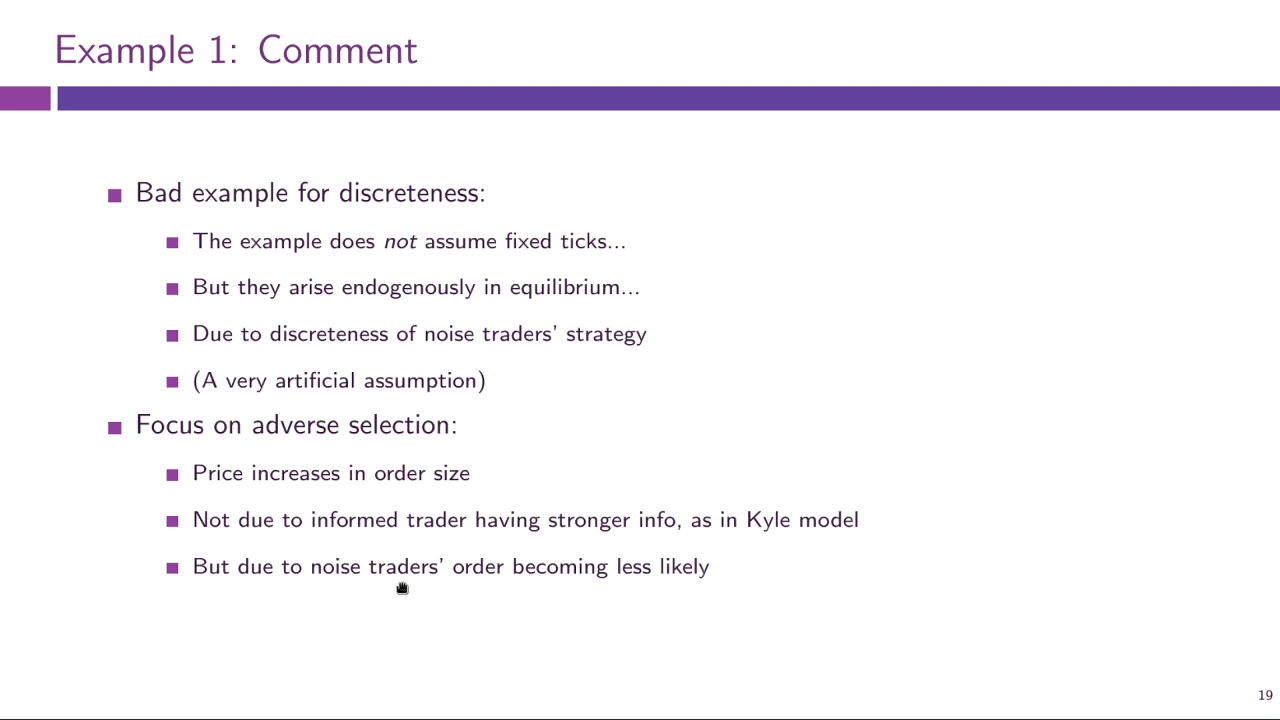 Example 1: Comment
Bad example for discreteness:
The example does not assume fixed ticks...
But they arise endogenously in equilibrium...
Due to discreteness of noise traders' strategy
(A very artificial assumption)
Focus on adverse selection:
Price increases in order size
Not due to informed trader having stronger info, as in Kyle model
But due to noise traders' order becoming less likely
19